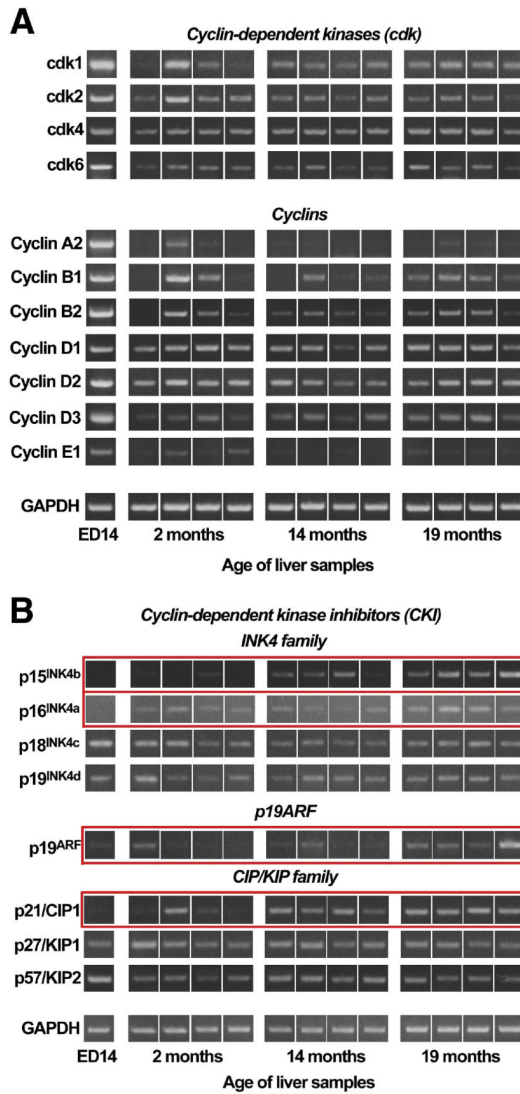 A
Cyclin-dependent kinases (cdk)
cdk1
cdk2
cdk4
cdk6
Cyclins
Cyclin A2
Cyclin B1
Cyclin B2
Cyclin D1
Cyclin D2
Cyclin D3
Cyclin E1
GAPDH
ED14 2 months 14 months 19 months
Age of liver samples
B
Cyclin-dependent kinase inhibitors (CKI)
INK4 family
p15INK4b
p16INK4a
p18INK4c
p19INK4d
p19ARF
p19ARF
CIP/KIP family
p21/CIP1
p27/KIP1
p57/KIP2
GAPDH
ED14 2 months 14 months 19 months
Age of liver samples